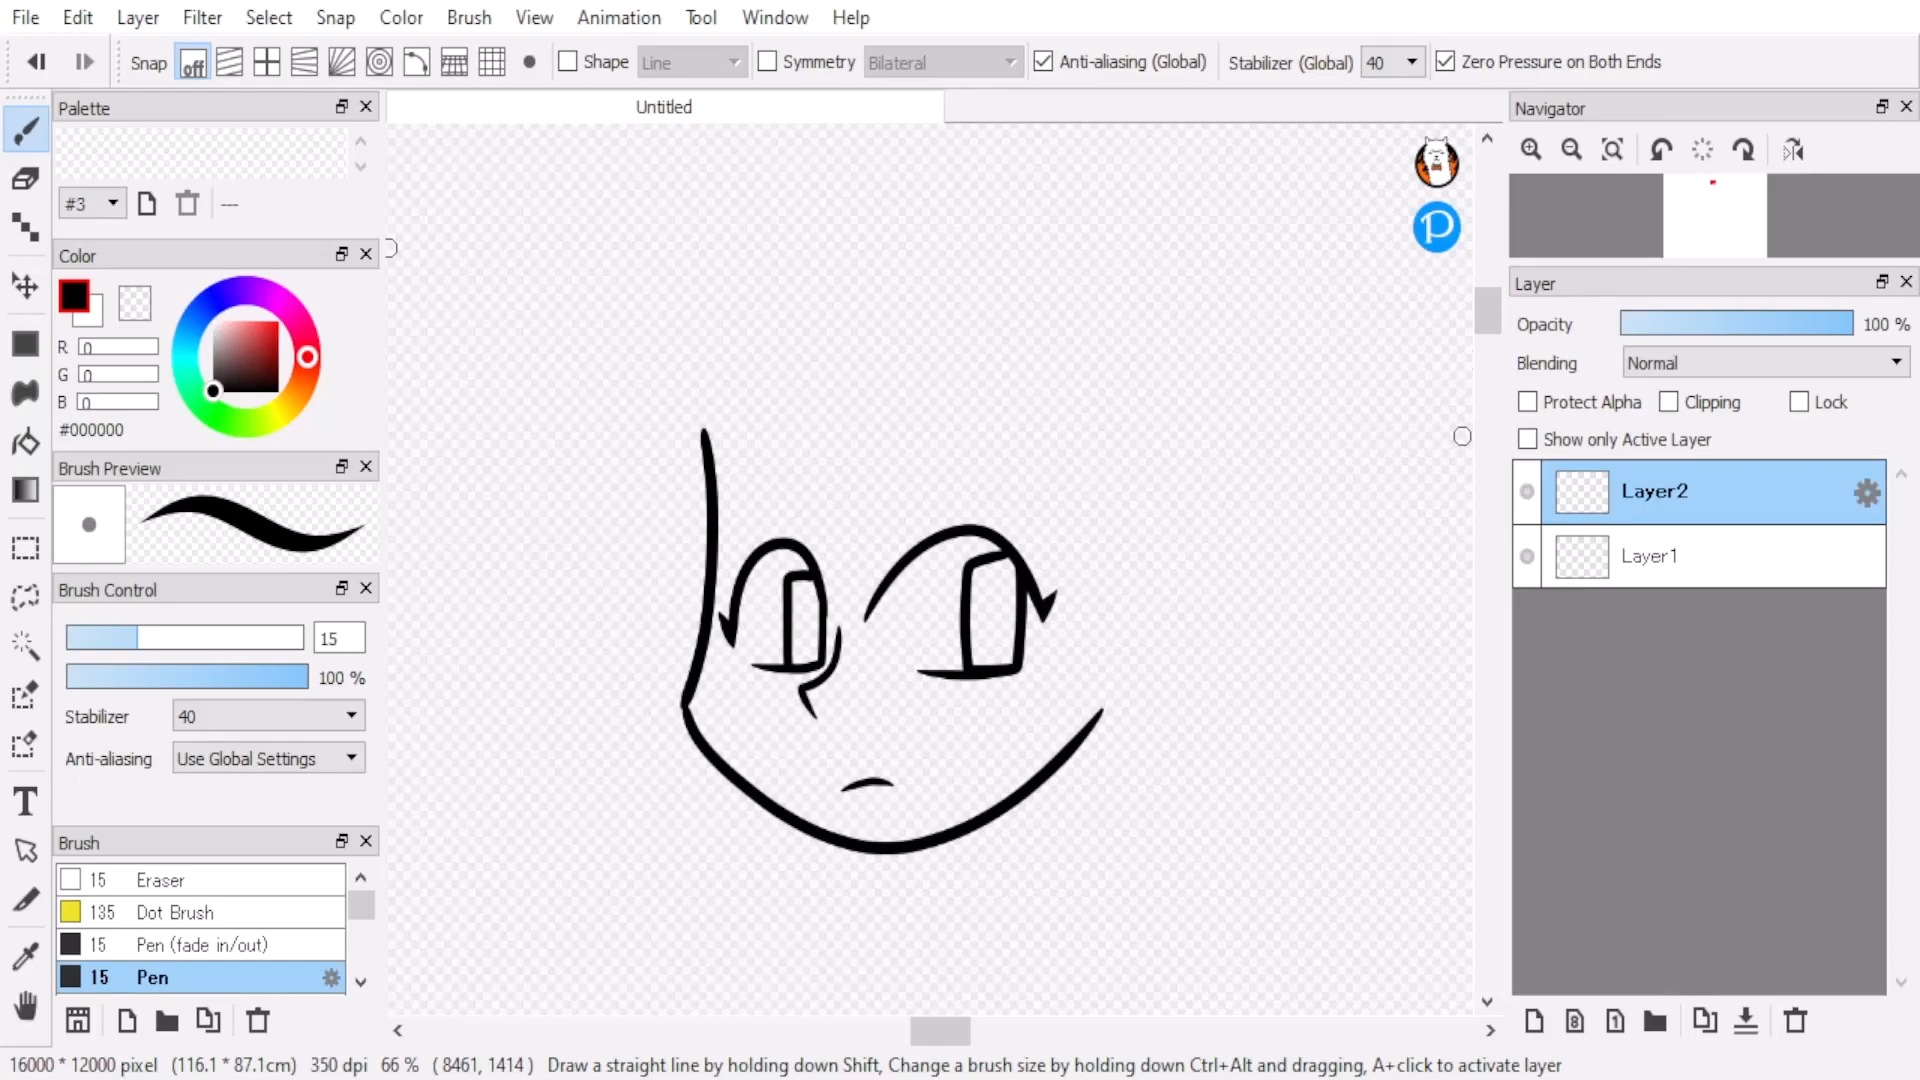 File Edit Layer Filter Select Snap Color Brush View Animation Tool Window Help
Snap off Shape Line Symmetry Bilateral Anti-aliasing (Global) Stabilizer (Global) 40 Zero Pressure on Both Ends
Palette
#3 ---
Color
R 0
G 0
B 0
#000000
Brush Preview
Brush Control
15
100 %
Stabilizer 40
Anti-aliasing Use Global Settings
Brush
15 Eraser
135 Dot Brush
15 Pen (fade in/out)
15 Pen
Untitled
P
Navigator
Layer
Opacity 100 %
Blending Normal
Protect Alpha Clipping Lock
Show only Active Layer
Layer2
Layer1
8 1
T
16000 * 12000 pixel (116.1 * 87.1cm) 350 dpi 66 % ( 8461, 1414 ) Draw a straight line by holding down Shift, Change a brush size by holding down Ctrl+Alt and dragging, A+click to activate layer